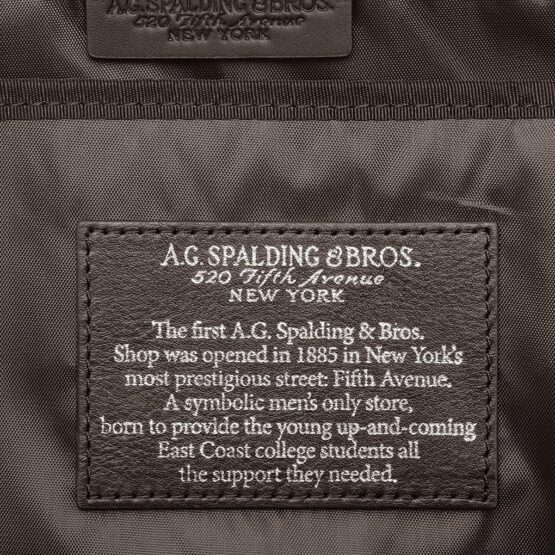 A.G. SPALDING & BROS.
520 Fifth Avenue
NEW YORK
A.G. SPALDING & BROS.
520 Fifth Avenue
NEW YORK
The first A.G. Spalding & Bros.
Shop was opened in 1885 in New York's
most prestigious street: Fifth Avenue.
A symbolic men's only store,
born to provide the young up-and-coming
East Coast college students all
the support they needed.